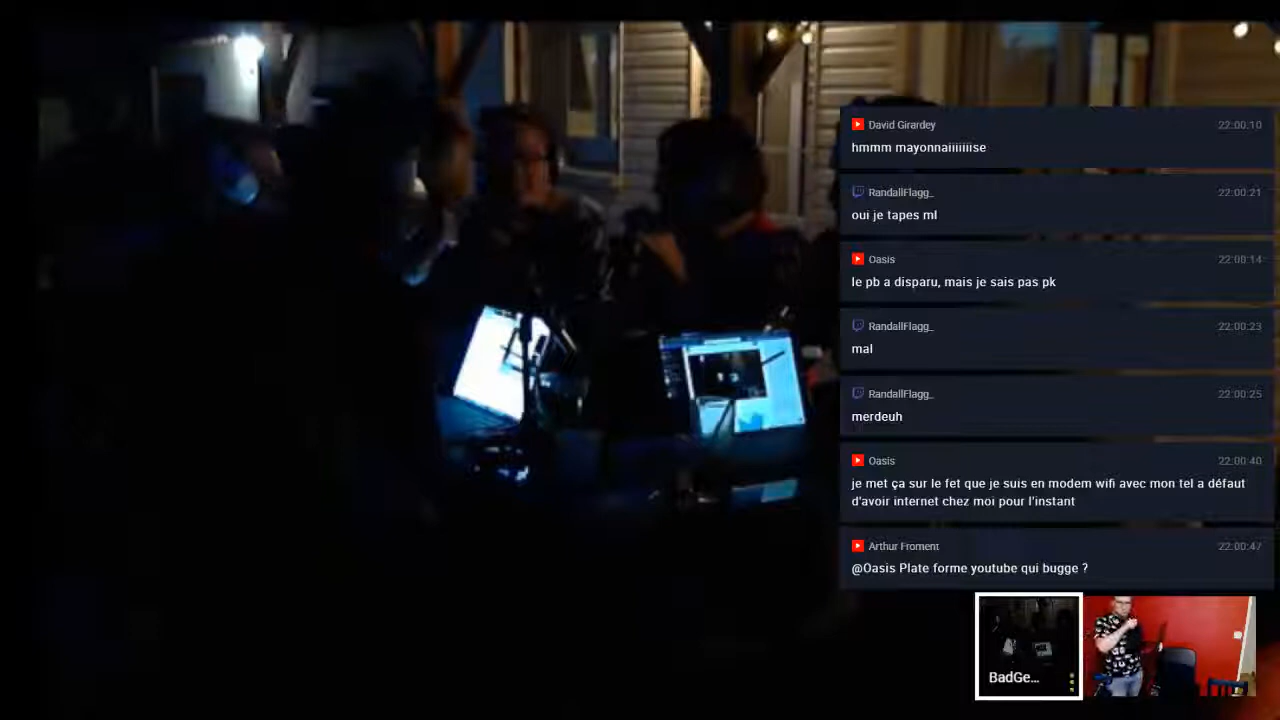 David Girardey 22:00:10
hmmm mayonnaiiiiiiise
RandallFlagg_ 22:00:21
oui je tapes ml
Oasis 22:00:14
le pb a disparu, mais je sais pas pk
RandallFlagg_ 22:00:23
mal
RandallFlagg_ 22:00:25
merdeuh
Oasis 22:00:40
je met ça sur le fet que je suis en modem wifi avec mon tel a défaut
d'avoir internet chez moi pour l'instant
Arthur Froment 22:00:47
@Oasis Plate forme youtube qui bugge ?
BadGe...